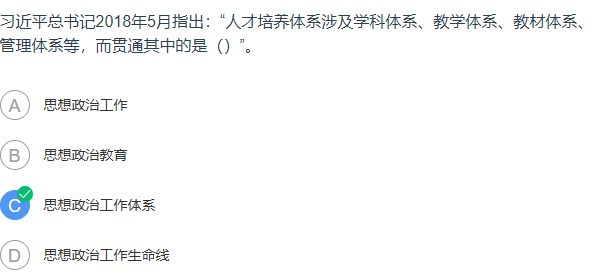 习近平总书记2018年5月指出：“人才培养体系涉及学科体系、教学体系、教材体系、
管理体系等，而贯通其中的是（）”。
A 思想政治工作
B 思想政治教育
C 思想政治工作体系
D 思想政治工作生命线